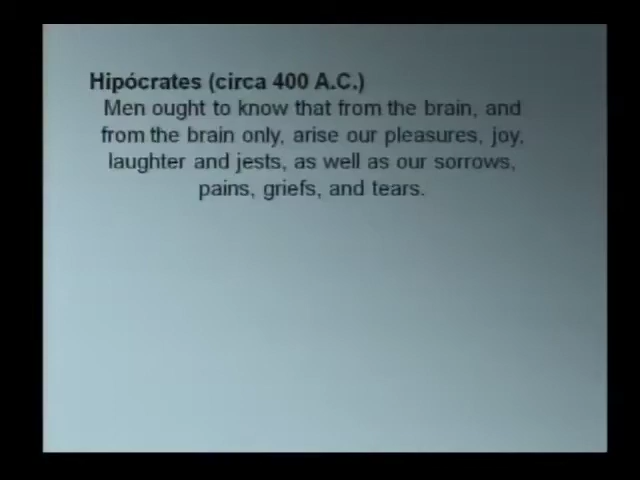 Hipócrates (circa 400 A.C.)
Men ought to know that from the brain, and
from the brain only, arise our pleasures, joy,
laughter and jests, as well as our sorrows,
pains, griefs, and tears.